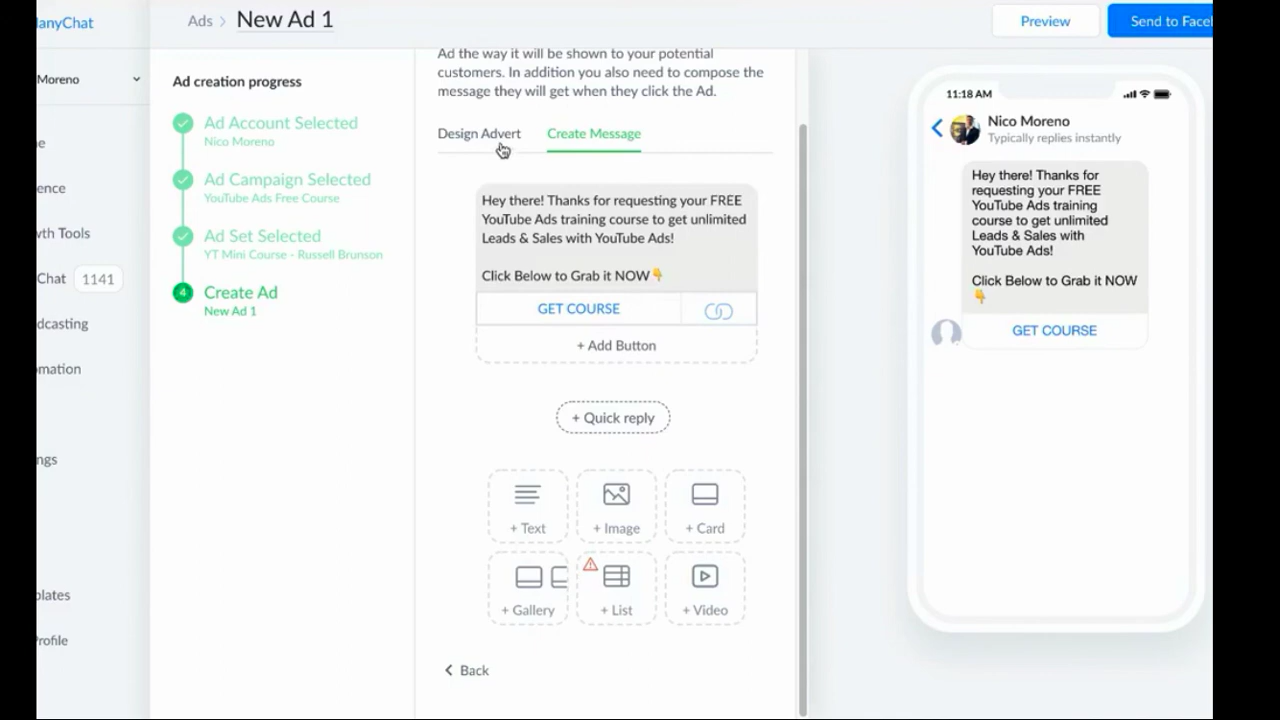 anyChat
Ads > New Ad 1
Preview
Send to Face
Moreno
Ad creation progress
Ad Account Selected
Nico Moreno
Ad Campaign Selected
YouTube Ads Free Course
Ad Set Selected
YT Mini Course - Russell Brunson
4
Create Ad
New Ad 1
e
ence
wth Tools
Chat 1141
dcasting
omation
ngs
plates
Profile
Ad the way it will be shown to your potential
customers. In addition you also need to compose the
message they will get when they click the Ad.
Design Advert
Create Message
Hey there! Thanks for requesting your FREE
YouTube Ads training course to get unlimited
Leads & Sales with YouTube Ads!
Click Below to Grab it NOW👇
GET COURSE
+ Add Button
+ Quick reply
+ Text
+ Image
+ Card
+ Gallery
+ List
+ Video
< Back
11:18 AM
Nico Moreno
Typically replies instantly
Hey there! Thanks for
requesting your FREE
YouTube Ads training
course to get unlimited
Leads & Sales with
YouTube Ads!
Click Below to Grab it NOW
👇
GET COURSE